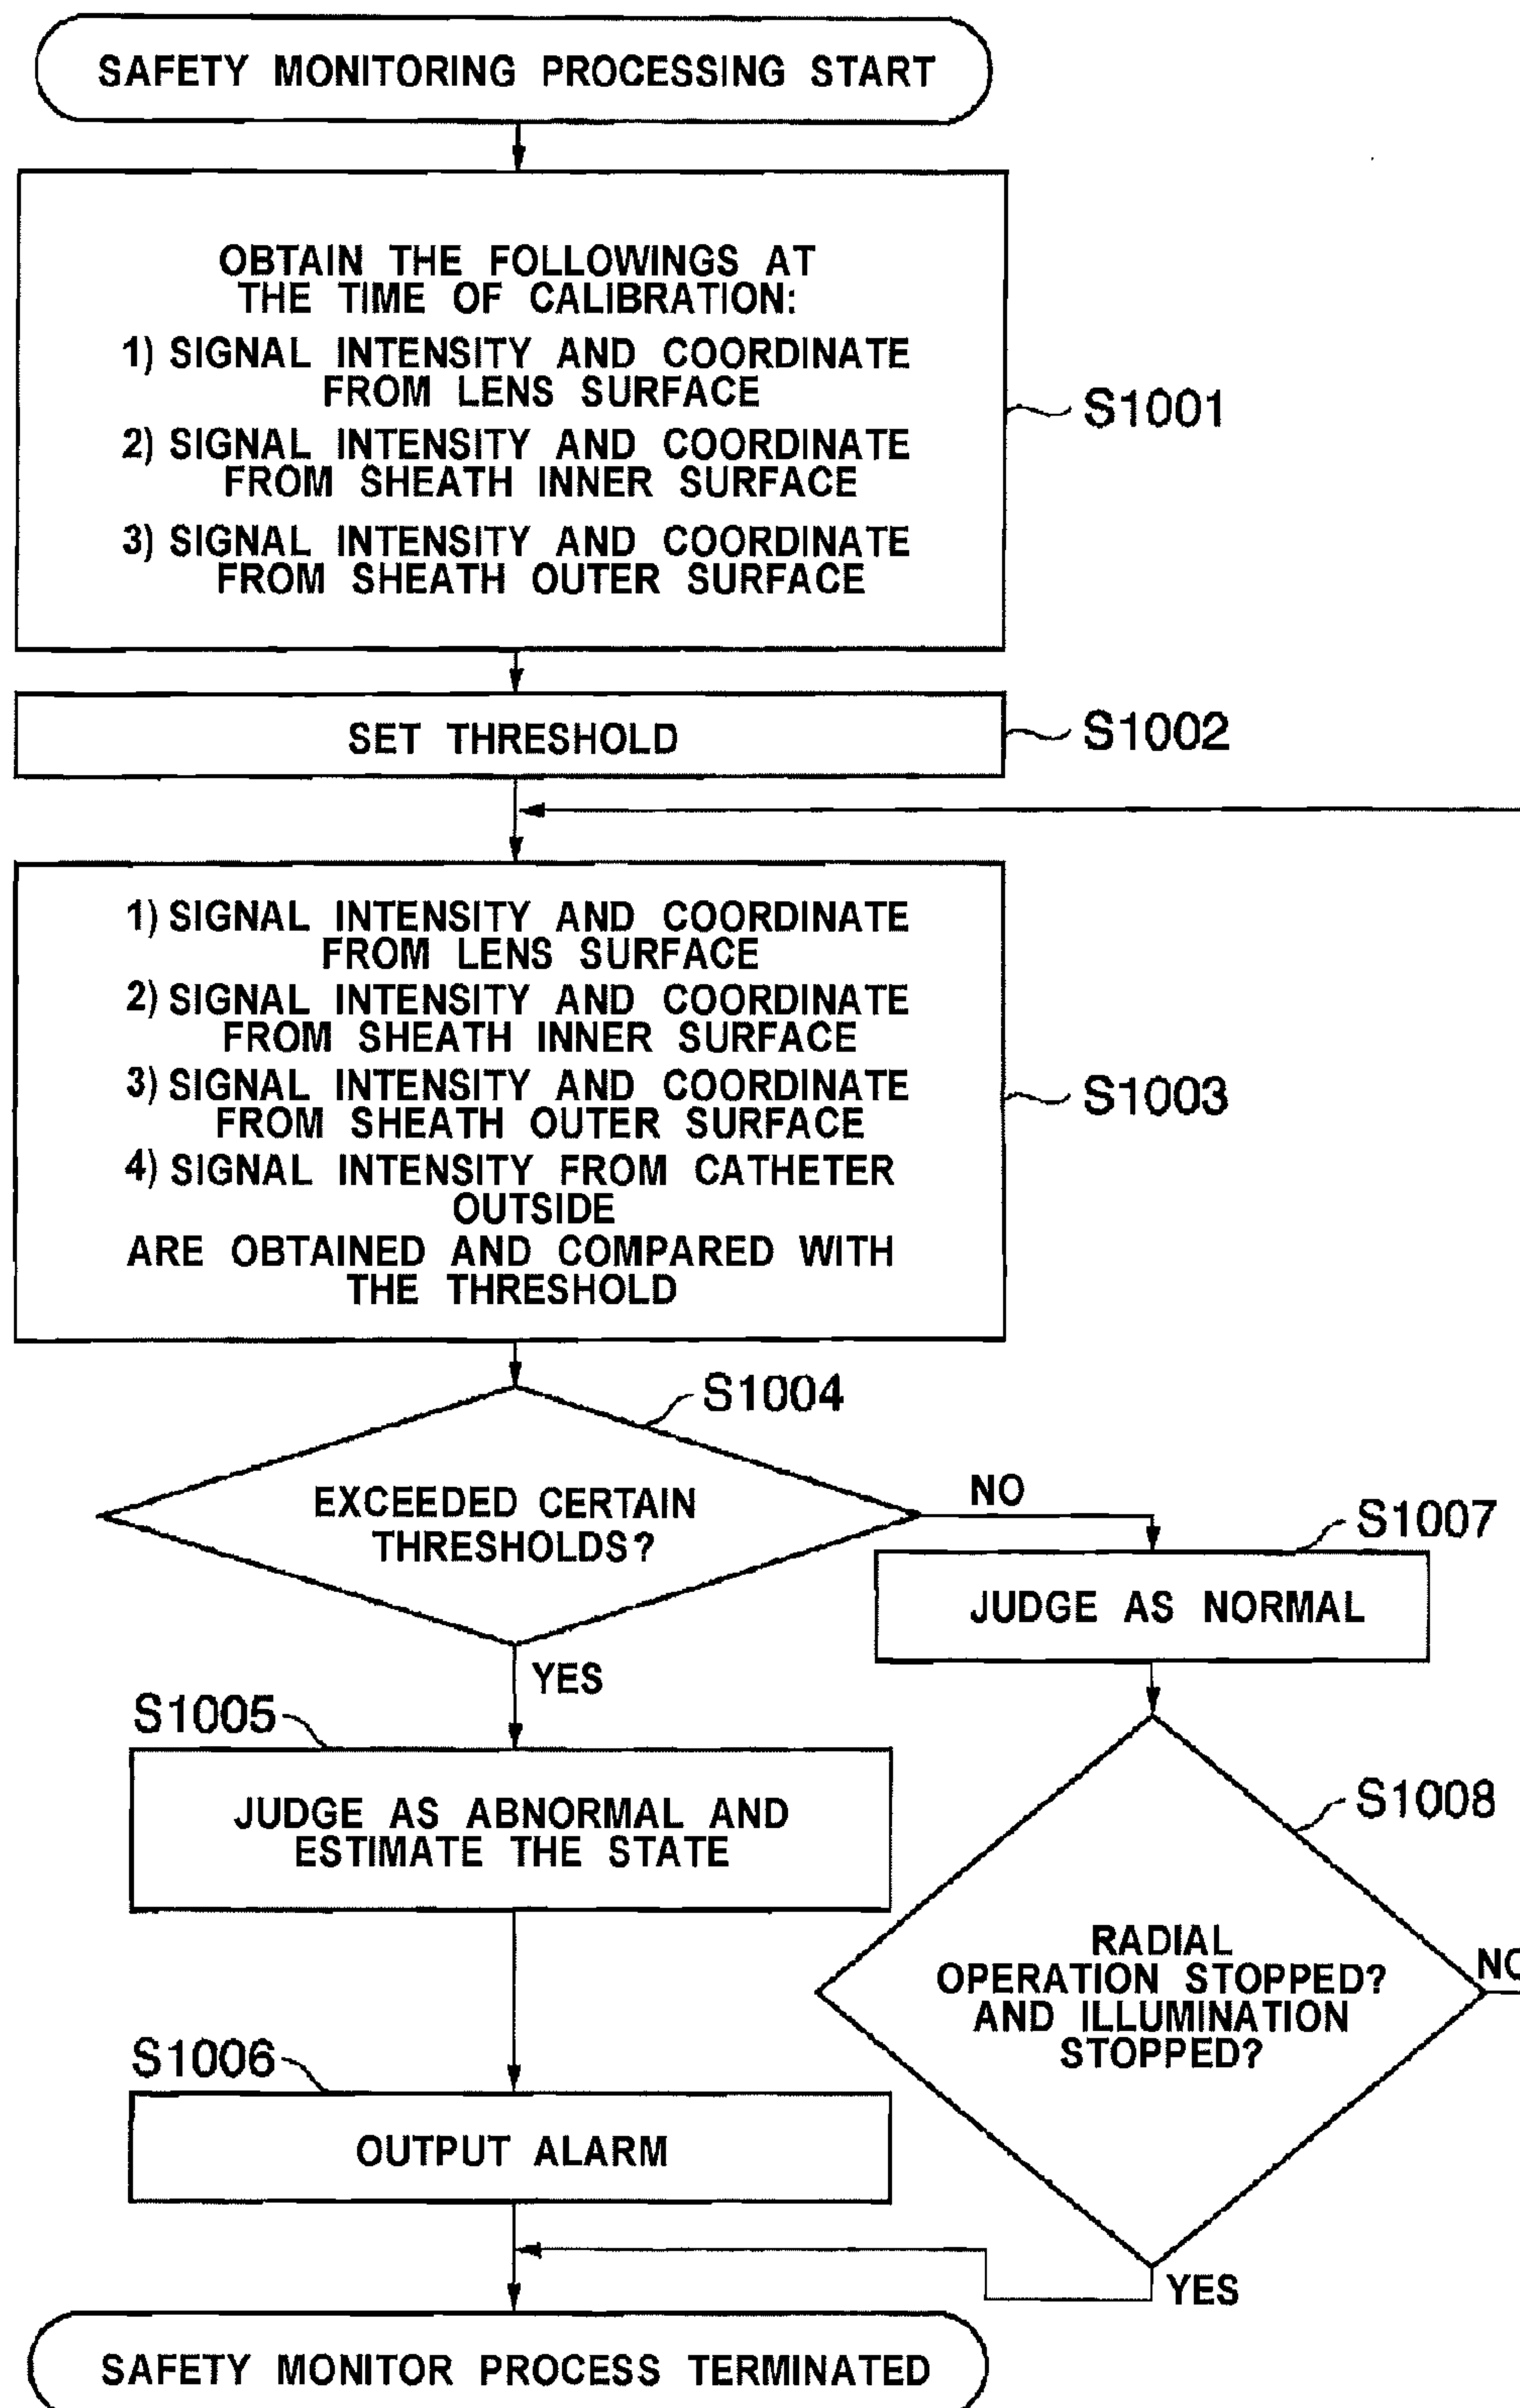 SAFETY MONITORING PROCESSING START
OBTAIN THE FOLLOWINGS AT
THE TIME OF CALIBRATION:
1) SIGNAL INTENSITY AND COORDINATE
FROM LENS SURFACE
2) SIGNAL INTENSITY AND COORDINATE
FROM SHEATH INNER SURFACE
3) SIGNAL INTENSITY AND COORDINATE
FROM SHEATH OUTER SURFACE
S1001
SET THRESHOLD
S1002
1) SIGNAL INTENSITY AND COORDINATE
FROM LENS SURFACE
2) SIGNAL INTENSITY AND COORDINATE
FROM SHEATH INNER SURFACE
3) SIGNAL INTENSITY AND COORDINATE
FROM SHEATH OUTER SURFACE
4) SIGNAL INTENSITY FROM CATHETER
OUTSIDE
ARE OBTAINED AND COMPARED WITH
THE THRESHOLD
S1003
S1004
EXCEEDED CERTAIN
THRESHOLDS?
NO
S1007
JUDGE AS NORMAL
YES
S1005
JUDGE AS ABNORMAL AND
ESTIMATE THE STATE
S1008
RADIAL
OPERATION STOPPED?
AND ILLUMINATION
STOPPED?
NO
S1006
OUTPUT ALARM
YES
SAFETY MONITOR PROCESS TERMINATED